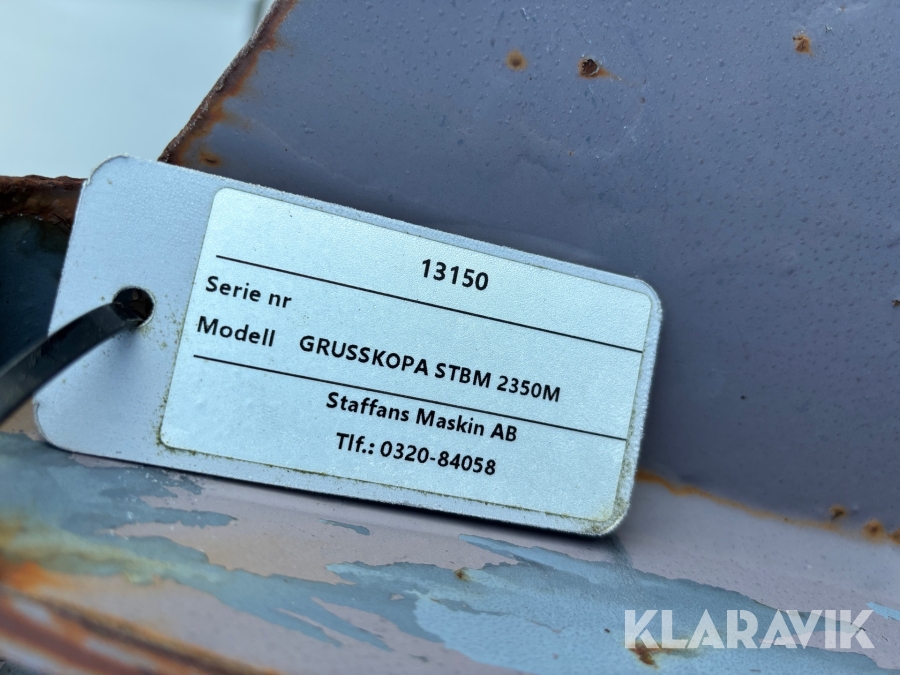 13150
Serie nr
Modell GRUSSKOPA STBM 2350M
Staffans Maskin AB
Tlf.: 0320-84058
KLARAVIK